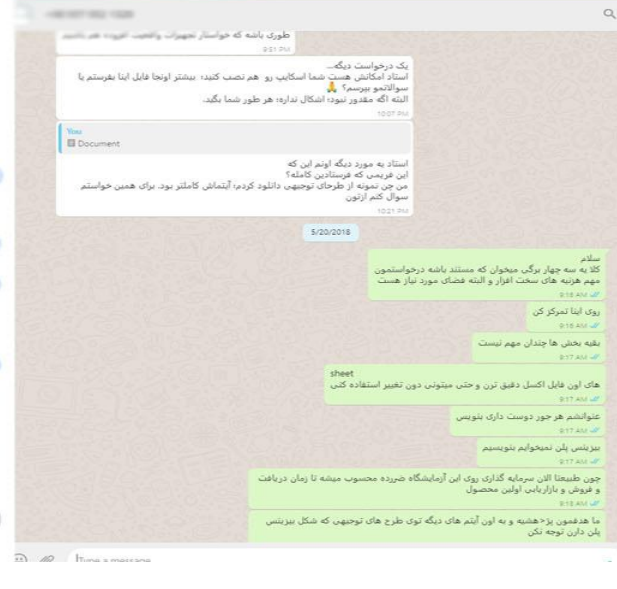 طوری باشه که خواستار تجهیزات واقعیت افزوده هم باشیم
9:51 PM
یک درخواست دیگه...
استاد امکانش هست شما اسکایپ رو هم نصب کنید؛ بیشتر اونجا فایل اینا بفرستم یا
سوالاتمو بپرسم؟ 🙏
البته اگه مقدور نبود؛ اشکال نداره؛ هر طور شما بگید.
10:07 PM
You
Document
استاد یه مورد دیگه اونم این که
این فریمی که فرستادین کامله؟
من چن نمونه از طرحای توجیهی دانلود کردم؛ آیتماش کاملتر بود. برای همین خواستم
سوال کنم ازتون
10:21 PM
5/20/2018
سلام
کلا یه سه چهار برگی میخوان که مستند باشه درخواستمون
مهم هزنیه های سخت افزار و البته فضای مورد نیاز هست
9:16 AM
روی اینا تمرکز کن
9:16 AM
بقیه بخش ها چندان مهم نیست
9:17 AM
sheet
های اون فایل اکسل دقیق ترن و حتی میتونی دون تغییر استفاده کنی
9:17 AM
عنوانشم هر جور دوست داری بنویس
9:17 AM
بیزینس پلن نمیخوایم بنویسیم
9:17 AM
چون طبیعتا الان سرمایه گذاری روی این آزمایشگاه ضررده محسوب میشه تا زمان دریافت
و فروش و بازاریابی اولین محصول
9:18 AM
ما هدفمون پژ<هشیه و به اون آیتم های دیگه توی طرح های توجیهی که شکل بیزینس
پلن دارن توجه نکن
Type a message